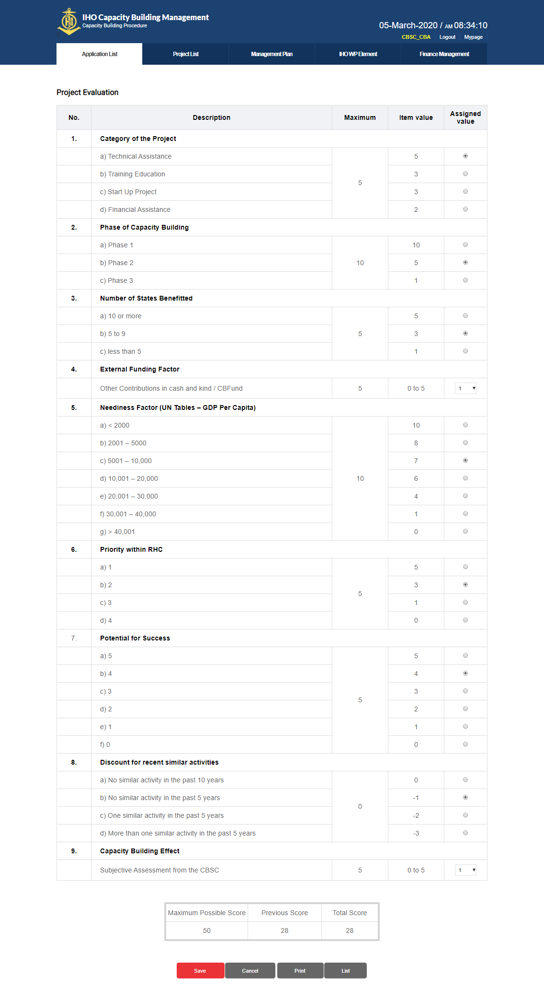 IHO Capacity Building Management
Capacity Building Procedure
05-March-2020 / AM 08:34:10
CBSC_CBA Logout Mypage
Application List Project List Management Plan IHO WP Element Finance Management
Project Evaluation
No. Description Maximum Item value Assigned value
1. Category of the Project
a) Technical Assistance 5
b) Training Education 3
5
c) Start Up Project 3
d) Financial Assistance 2
2. Phase of Capacity Building
a) Phase 1 10
b) Phase 2 10 5
c) Phase 3 1
3. Number of States Benefitted
a) 10 or more 5
b) 5 to 9 5 3
c) less than 5 1
4. External Funding Factor
Other Contributions in cash and kind / CBFund 5 0 to 5 1
5. Neediness Factor (UN Tables – GDP Per Capita)
a) < 2000 10
b) 2001 – 5000 8
c) 5001 – 10,000 7
d) 10,001 – 20,000 10 6
e) 20,001 – 30,000 4
f) 30,001 – 40,000 1
g) > 40,001 0
6. Priority within RHC
a) 1 5
b) 2 3
5
c) 3 1
d) 4 0
7. Potential for Success
a) 5 5
b) 4 4
c) 3 3
5
d) 2 2
e) 1 1
f) 0 0
8. Discount for recent similar activities
a) No similar activity in the past 10 years 0
b) No similar activity in the past 5 years -1
0
c) One similar activity in the past 5 years -2
d) More than one similar activity in the past 5 years -3
9. Capacity Building Effect
Subjective Assessment from the CBSC 5 0 to 5 1
Maximum Possible Score Previous Score Total Score
50 28 28
Save Cancel Print List